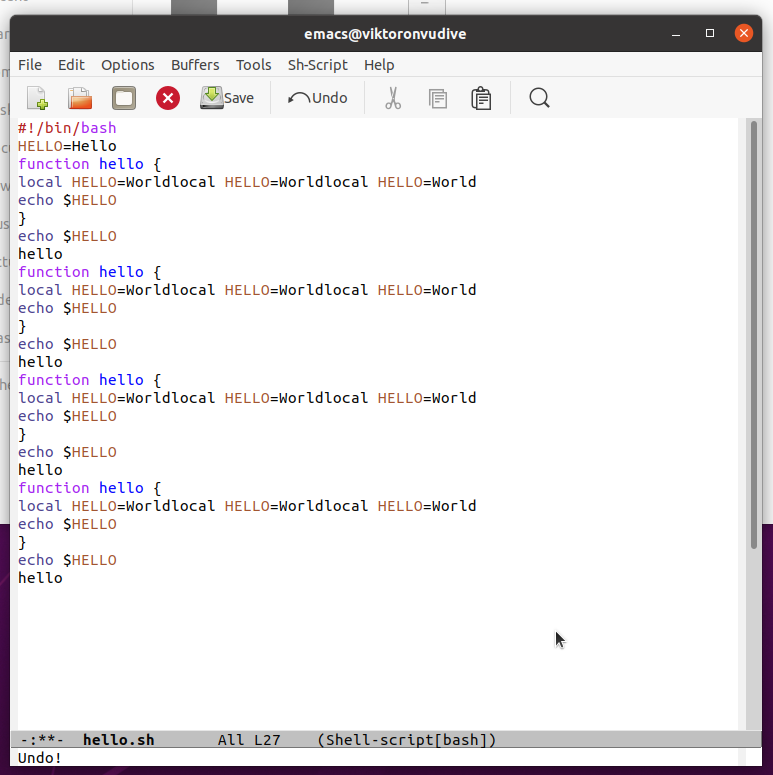 emacs@viktoronvudive
File Edit Options Buffers Tools Sh-Script Help
Save Undo
#!/bin/bash
HELLO=Hello
function hello {
local HELLO=Worldlocal HELLO=Worldlocal HELLO=World
echo $HELLO
}
echo $HELLO
hello
function hello {
local HELLO=Worldlocal HELLO=Worldlocal HELLO=World
echo $HELLO
}
echo $HELLO
hello
function hello {
local HELLO=Worldlocal HELLO=Worldlocal HELLO=World
echo $HELLO
}
echo $HELLO
hello
function hello {
local HELLO=Worldlocal HELLO=Worldlocal HELLO=World
echo $HELLO
}
echo $HELLO
hello
-:**- hello.sh All L27 (Shell-script[bash])
Undo!